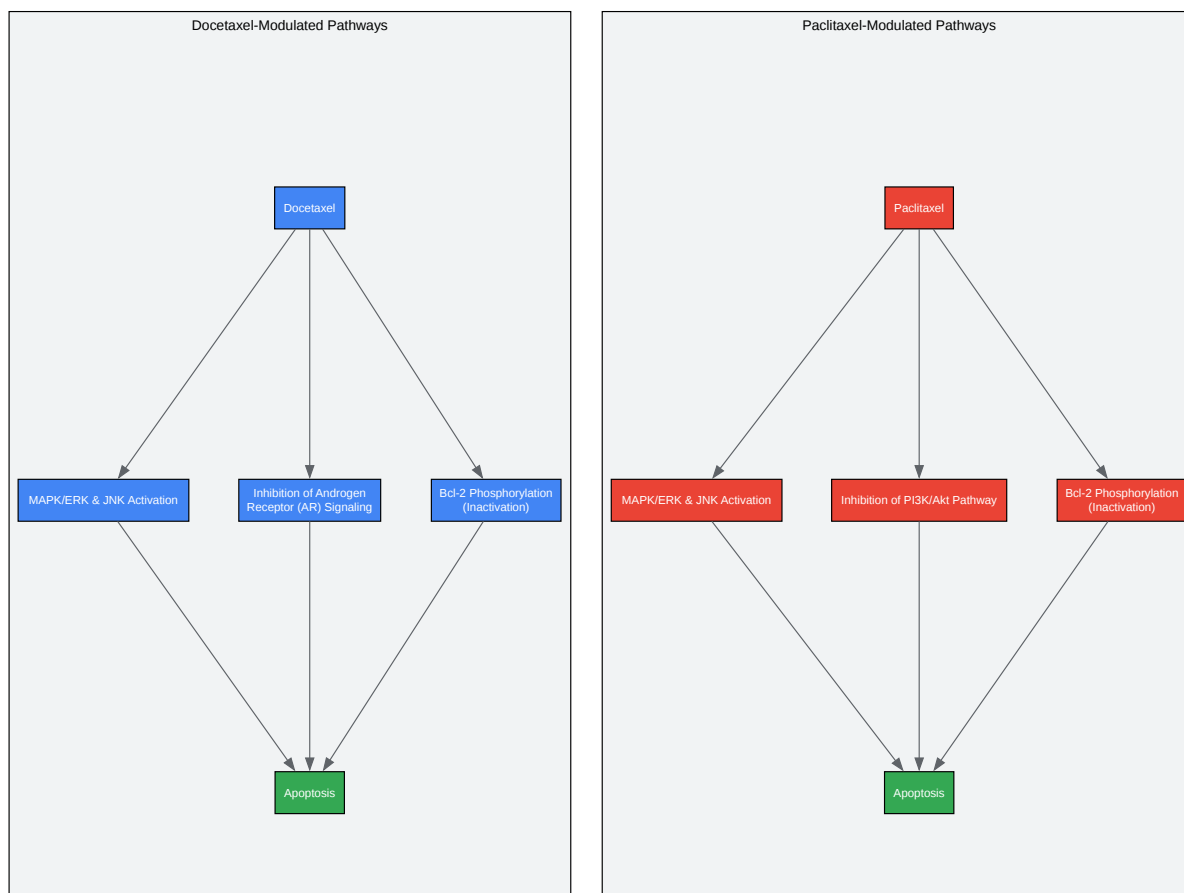 Docetaxel-Modulated Pathways
Docetaxel
MAPK/ERK & JNK Activation
Inhibition of Androgen
Receptor (AR) Signaling
Bcl-2 Phosphorylation
(Inactivation)
Apoptosis
Paclitaxel-Modulated Pathways
Paclitaxel
MAPK/ERK & JNK Activation
Inhibition of PI3K/Akt Pathway
Bcl-2 Phosphorylation
(Inactivation)
Apoptosis